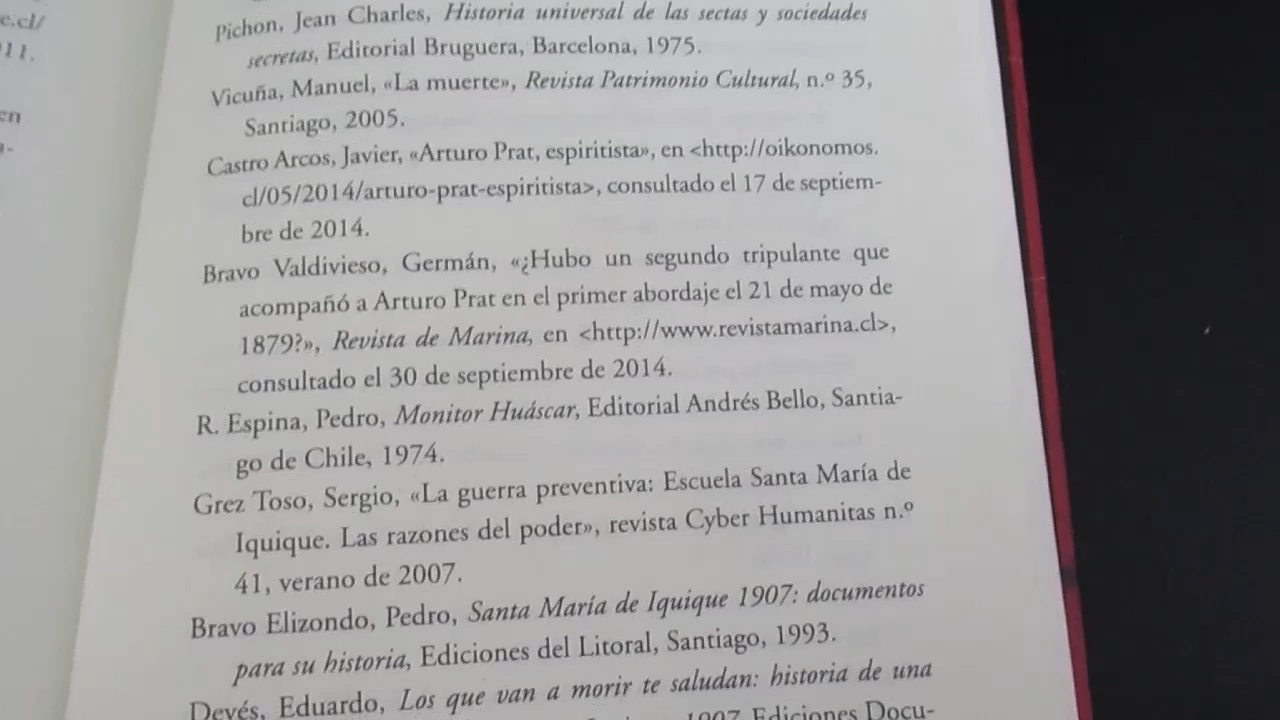 e.cl/
11.
en
a-
Pichon, Jean Charles, Historia universal de las sectas y sociedades
secretas, Editorial Bruguera, Barcelona, 1975.
Vicuña, Manuel, «La muerte», Revista Patrimonio Cultural, n.º 35,
Santiago, 2005.
Castro Arcos, Javier, «Arturo Prat, espiritista», en <http://oikonomos.
cl/05/2014/arturo-prat-espiritista>, consultado el 17 de septiem-
bre de 2014.
Bravo Valdivieso, Germán, «¿Hubo un segundo tripulante que
acompañó a Arturo Prat en el primer abordaje el 21 de mayo de
1879?», Revista de Marina, en <http://www.revistamarina.cl>,
consultado el 30 de septiembre de 2014.
R. Espina, Pedro, Monitor Huáscar, Editorial Andrés Bello, Santia-
go de Chile, 1974.
Grez Toso, Sergio, «La guerra preventiva: Escuela Santa María de
Iquique. Las razones del poder», revista Cyber Humanitas n.º
41, verano de 2007.
Bravo Elizondo, Pedro, Santa María de Iquique 1907: documentos
para su historia, Ediciones del Litoral, Santiago, 1993.
Devés, Eduardo, Los que van a morir te saludan: historia de una
1907, Ediciones Docu-